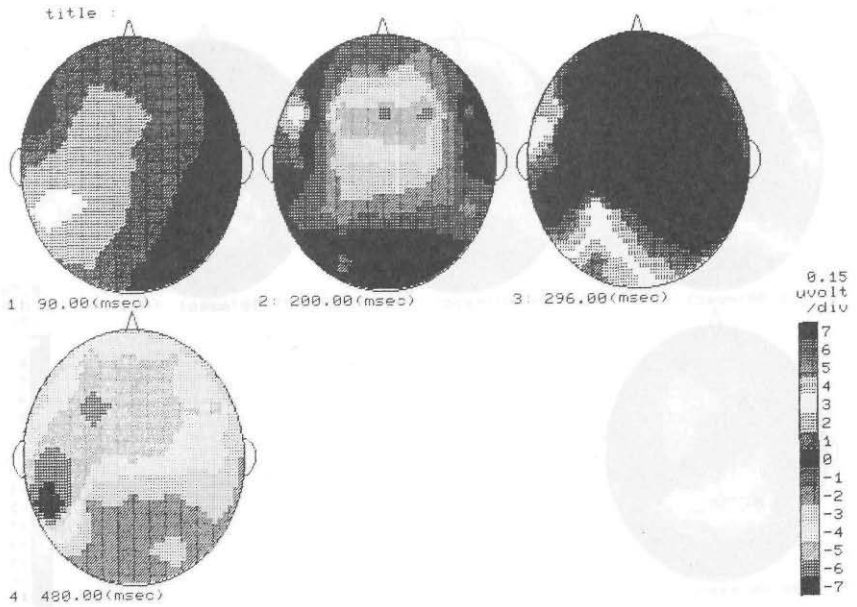 title :
1: 90.00(msec)
2: 200.00(msec)
3: 296.00(msec)
0.15
uvolt
/div
7
6
5
4
3
2
1
0
-1
-2
-3
-4
-5
-6
-7
4: 480.00(msec)